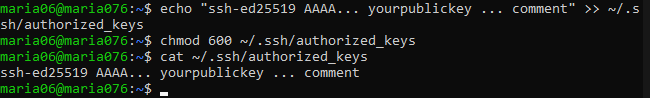 maria06@maria076:~$ echo "ssh-ed25519 AAAA... yourpublickey ... comment" >> ~/.s
sh/authorized_keys
maria06@maria076:~$ chmod 600 ~/.ssh/authorized_keys
maria06@maria076:~$ cat ~/.ssh/authorized_keys
ssh-ed25519 AAAA... yourpublickey ... comment
maria06@maria076:~$